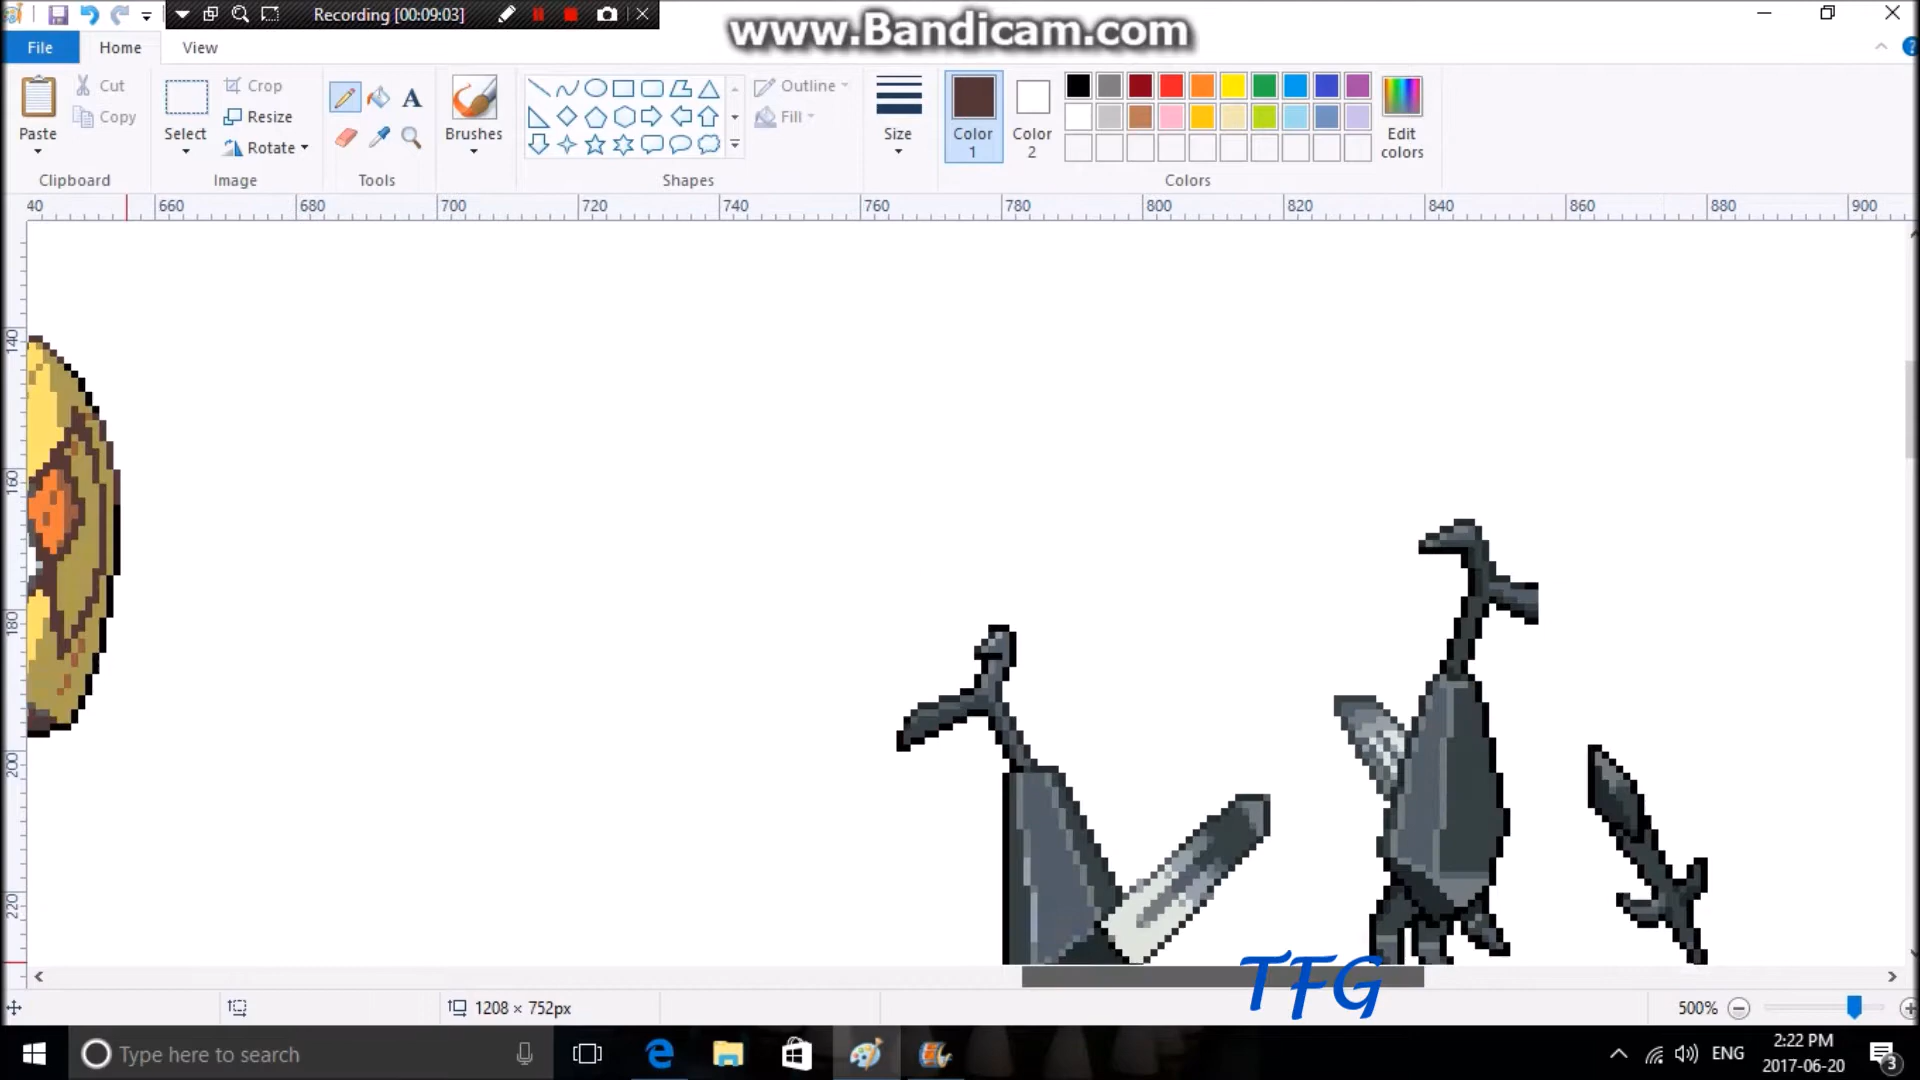 Recording [00:09:03]
www.Bandicam.com
File
Home
View
Paste
Cut
Copy
Clipboard
Select
Crop
Resize
Rotate
Image
Tools
Brushes
Shapes
Outline
Fill
Size
Color 1
Color 2
Edit colors
Colors
40 660 680 700 720 740 760 780 800 820 840 860 880 900
140
160
180
200
220
TFG
1208 × 752px
500%
Type here to search
ENG
2:22 PM
2017-06-20
3